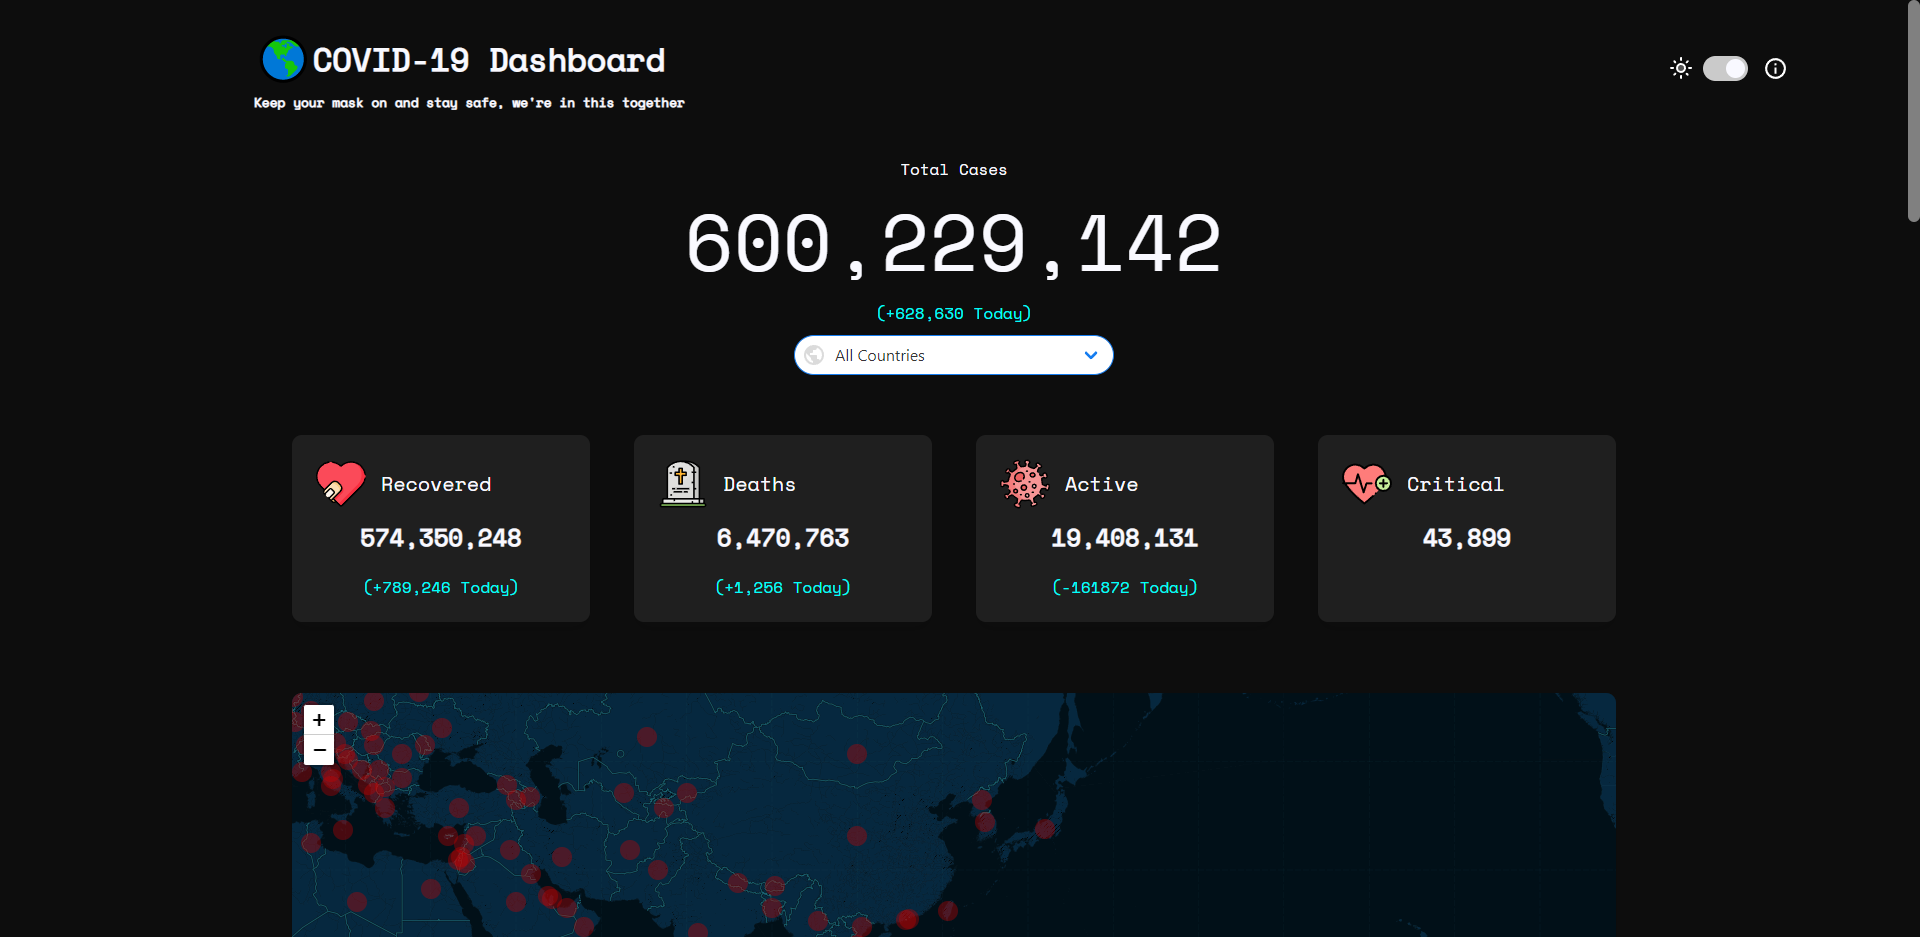 COVID-19 Dashboard
Keep your mask on and stay safe, we're in this together
Total Cases
600,229,142
(+628,630 Today)
All Countries
Recovered
574,350,248
(+789,246 Today)
Deaths
6,470,763
(+1,256 Today)
Active
19,408,131
(-161872 Today)
Critical
43,899
+
−